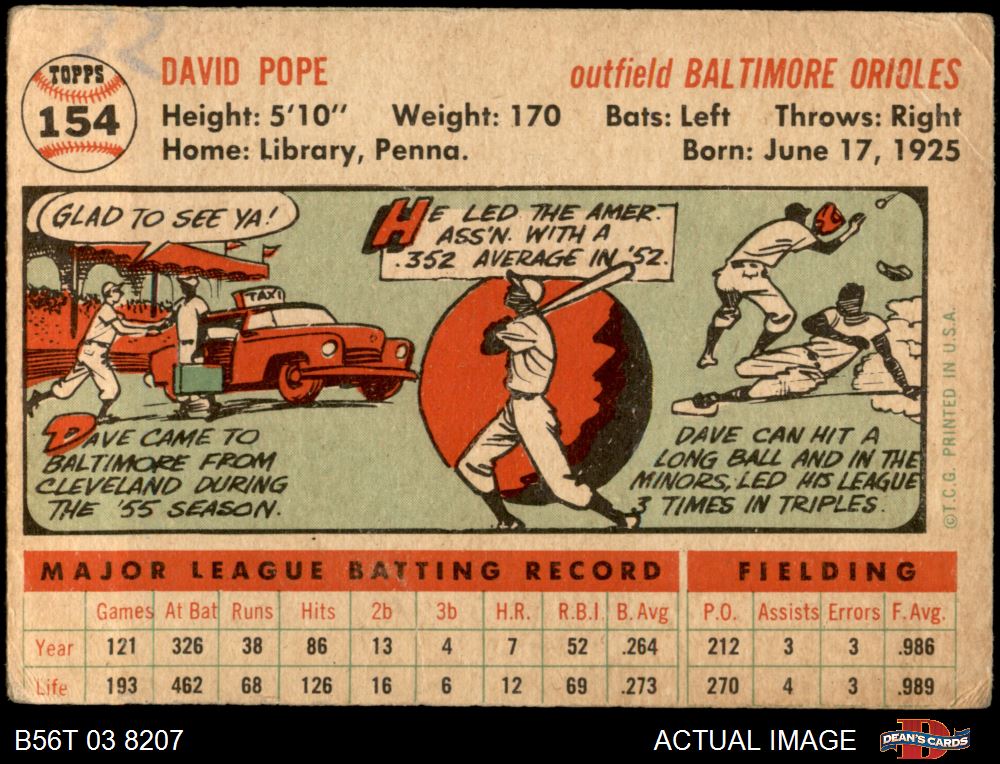 32
TOPPS
154
DAVID POPE
outfield BALTIMORE ORIOLES
Height: 5'10" Weight: 170 Bats: Left Throws: Right
Home: Library, Penna. Born: June 17, 1925
GLAD TO SEE YA!
TAXI
DAVE CAME TO
BALTIMORE FROM
CLEVELAND DURING
THE '55 SEASON.
HE LED THE AMER.
ASS'N. WITH A
.352 AVERAGE IN '52.
DAVE CAN HIT A
LONG BALL AND IN THE
MINORS, LED HIS LEAGUE
3 TIMES IN TRIPLES.
©T.C.G. PRINTED IN U.S.A.
MAJOR LEAGUE BATTING RECORD FIELDING
Games At Bat Runs Hits 2b 3b H.R. R.B.I. B. Avg P.O. Assists Errors F. Avg.
Year 121 326 38 86 13 4 7 52 .264 212 3 3 .986
Life 193 462 68 126 16 6 12 69 .273 270 4 3 .989
B56T 03 8207 ACTUAL IMAGE D DEAN'S CARDS